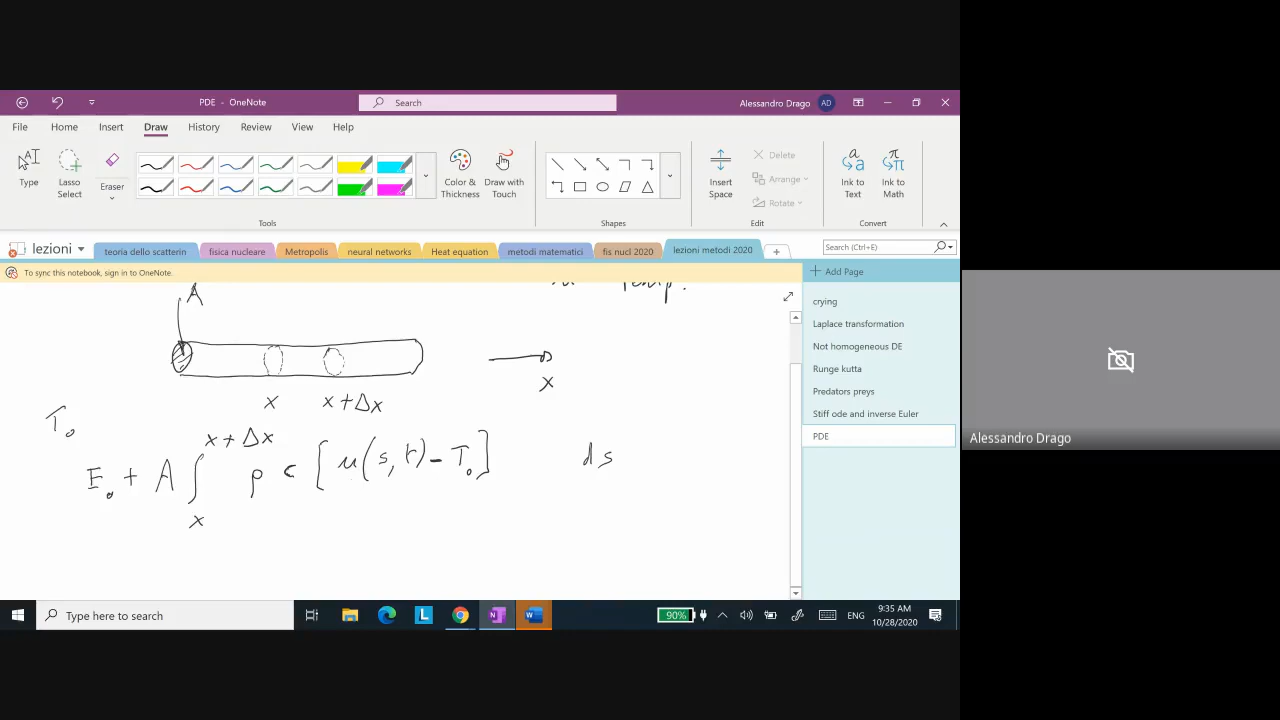 PDE - OneNote
Search
Alessandro Drago AD
File Home Insert Draw History Review View Help
Type
Lasso Select
Eraser
Color & Thickness
Draw with Touch
Insert Space
Delete
Arrange
Rotate
Ink to Text
Ink to Math
Tools
Shapes
Edit
Convert
lezioni
teoria dello scatterin
fisica nucleare
Metropolis
neural networks
Heat equation
metodi matematici
fis nucl 2020
lezioni metodi 2020
Search (Ctrl+E)
To sync this notebook, sign in to OneNote.
Add Page
crying
Laplace transformation
Not homogeneous DE
Runge kutta
Predators preys
Stiff ode and inverse Euler
PDE
A
x
x x + Δx
T₀
x + Δx
E₀ + A ∫ ρ c [u(s,t) - T₀] ds
x
Alessandro Drago
Type here to search
90%
ENG
9:35 AM
10/28/2020